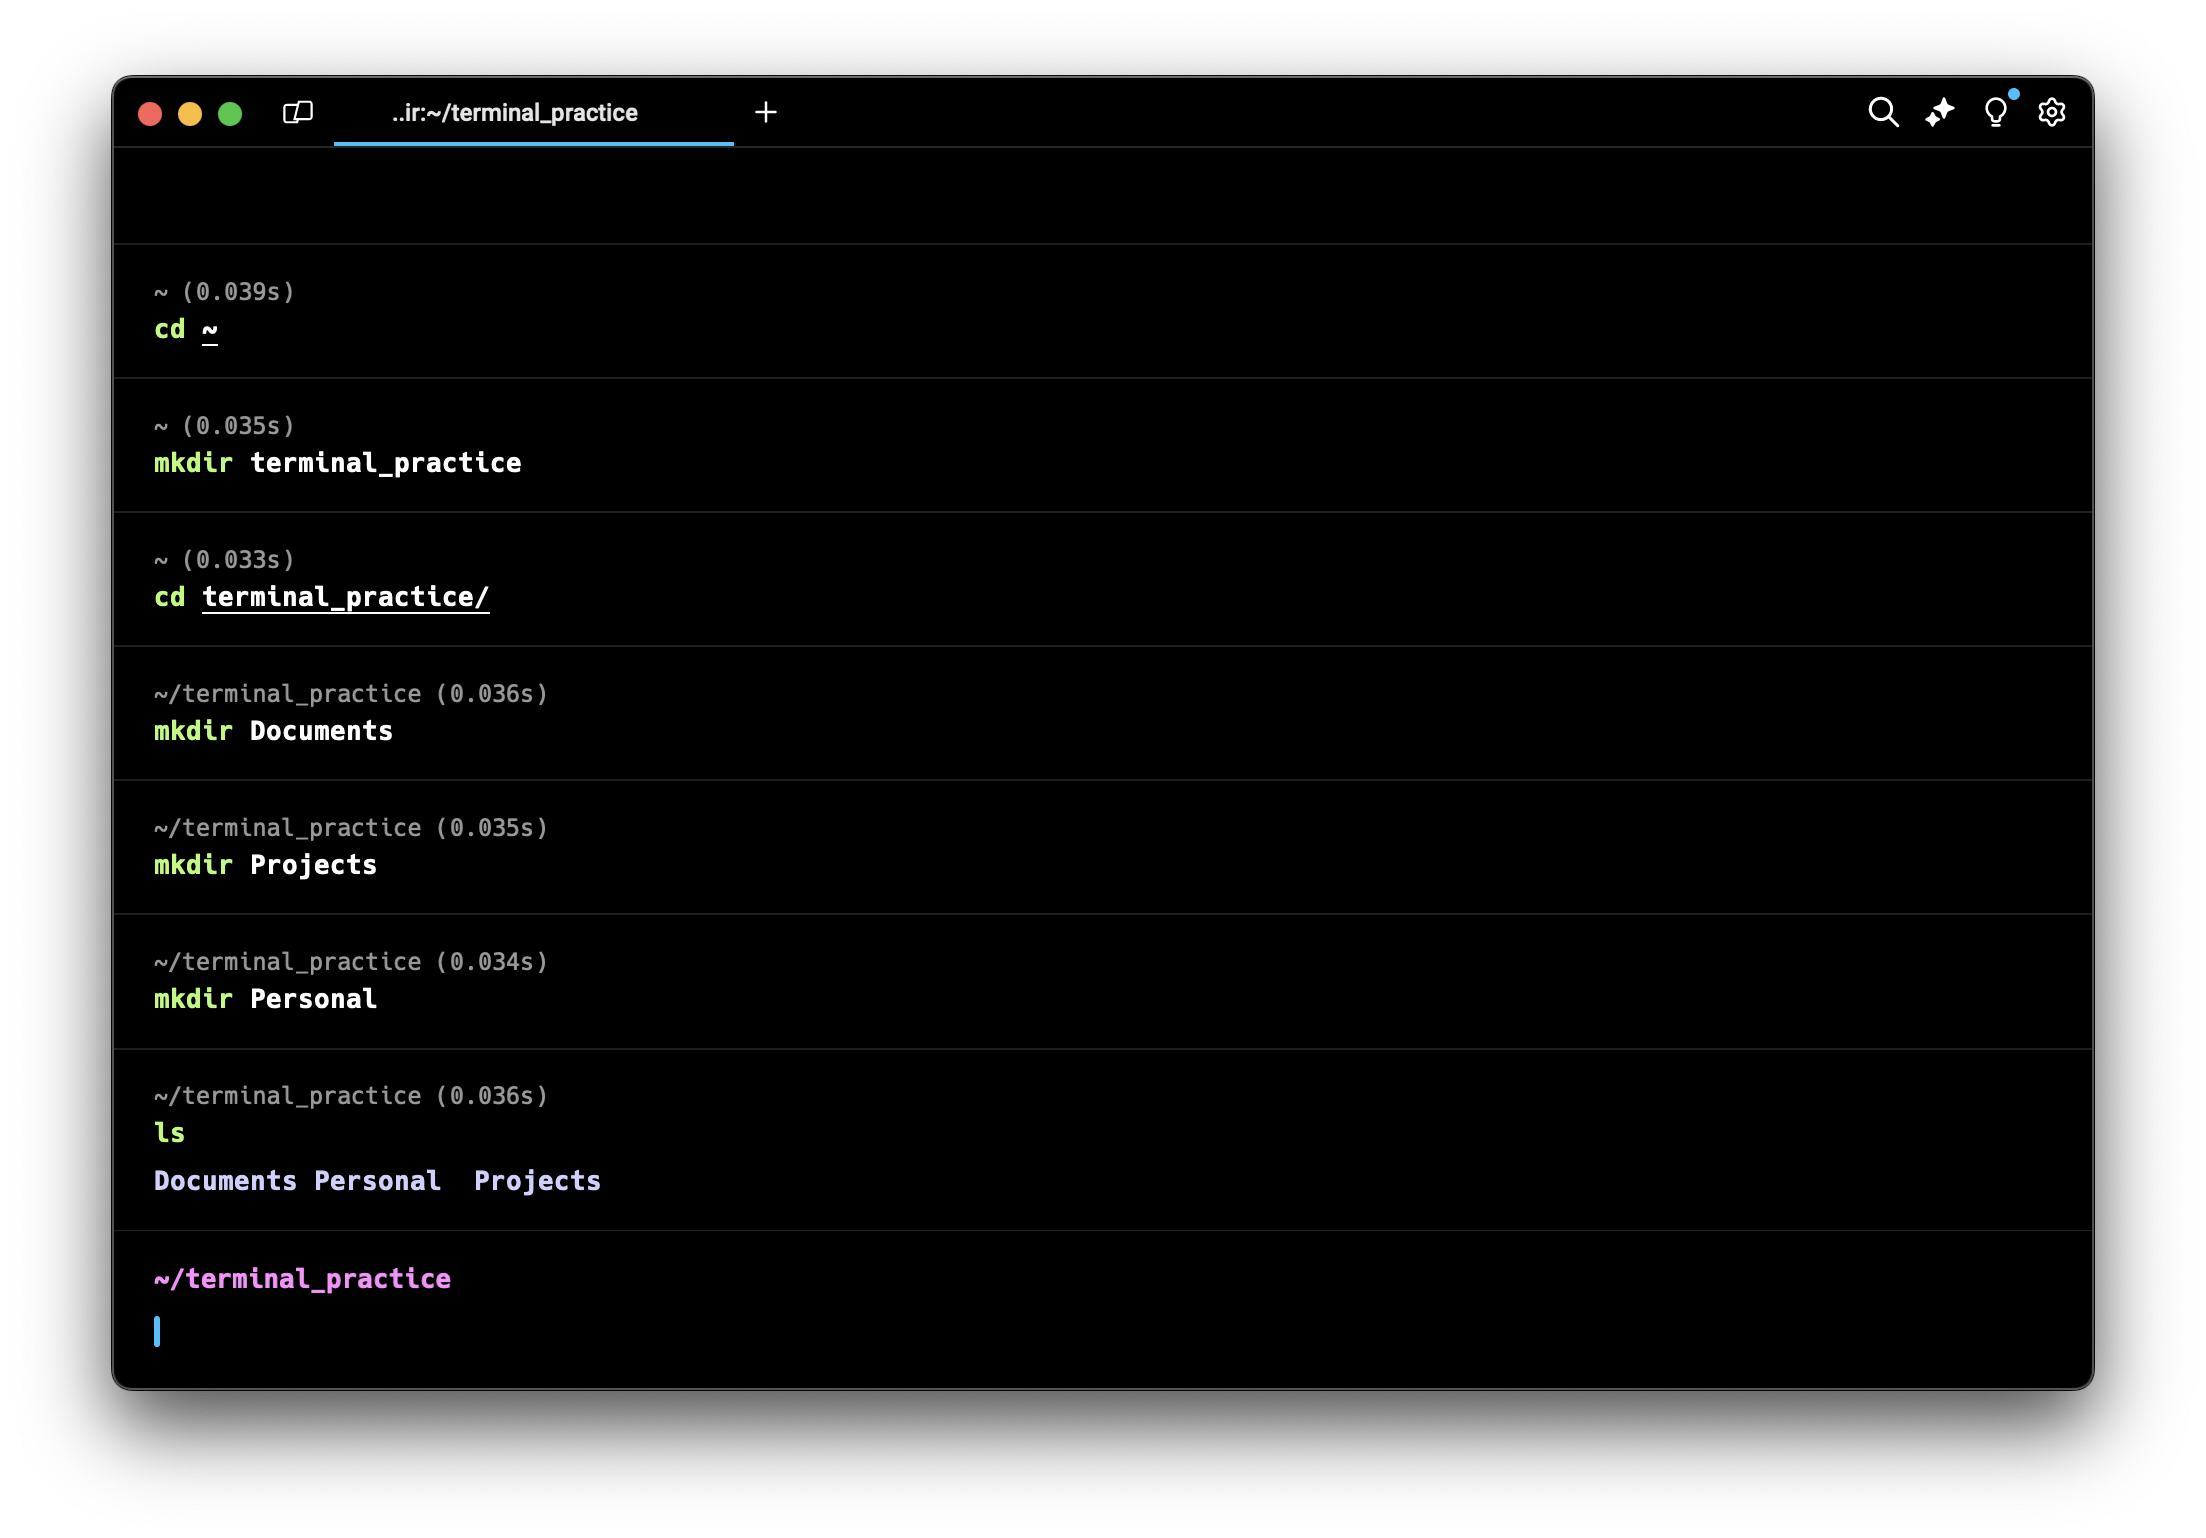 ..ir:~/terminal_practice
~ (0.039s)
cd ~
~ (0.035s)
mkdir terminal_practice
~ (0.033s)
cd terminal_practice/
~/terminal_practice (0.036s)
mkdir Documents
~/terminal_practice (0.035s)
mkdir Projects
~/terminal_practice (0.034s)
mkdir Personal
~/terminal_practice (0.036s)
ls
Documents Personal  Projects
~/terminal_practice